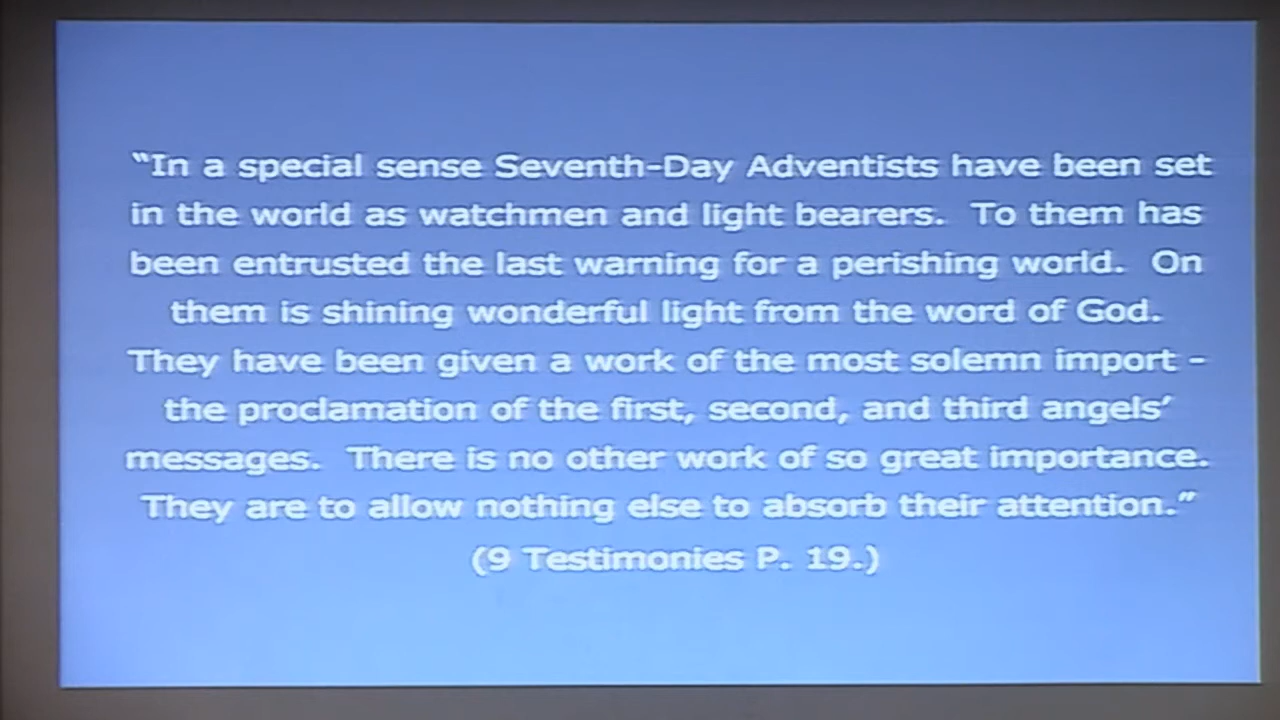 “In a special sense Seventh-Day Adventists have been set
in the world as watchmen and light bearers.  To them has
been entrusted the last warning for a perishing world.  On
them is shining wonderful light from the word of God.
They have been given a work of the most solemn import -
the proclamation of the first, second, and third angels’
messages.  There is no other work of so great importance.
They are to allow nothing else to absorb their attention.”
(9 Testimonies P. 19.)